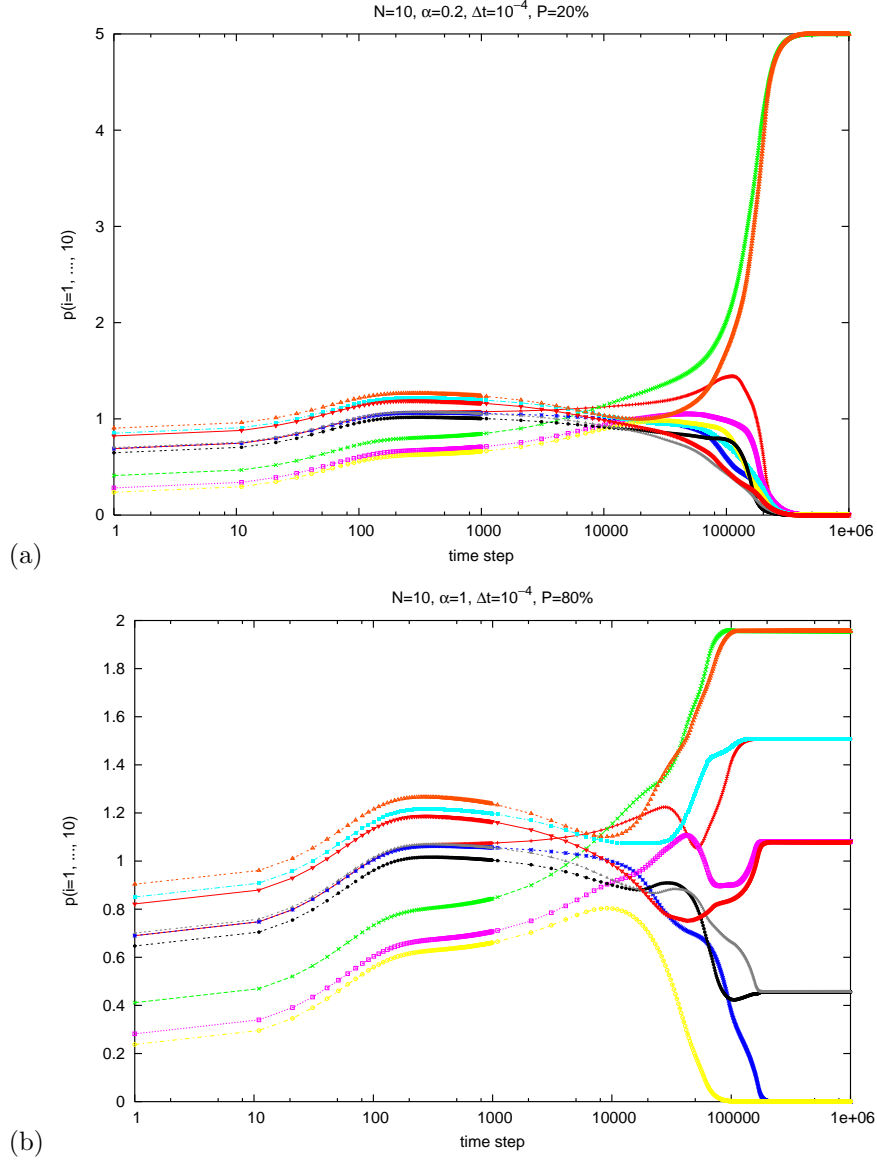 N=10, α=0.2, Δt=10⁻⁴, P=20%
5
4
3
2
1
0
p(i=1, ..., 10)
1 10 100 1000 10000 100000 1e+06
time step
(a)
N=10, α=1, Δt=10⁻⁴, P=80%
2
1.8
1.6
1.4
1.2
1
0.8
0.6
0.4
0.2
0
p(i=1, ..., 10)
1 10 100 1000 10000 100000 1e+06
time step
(b)